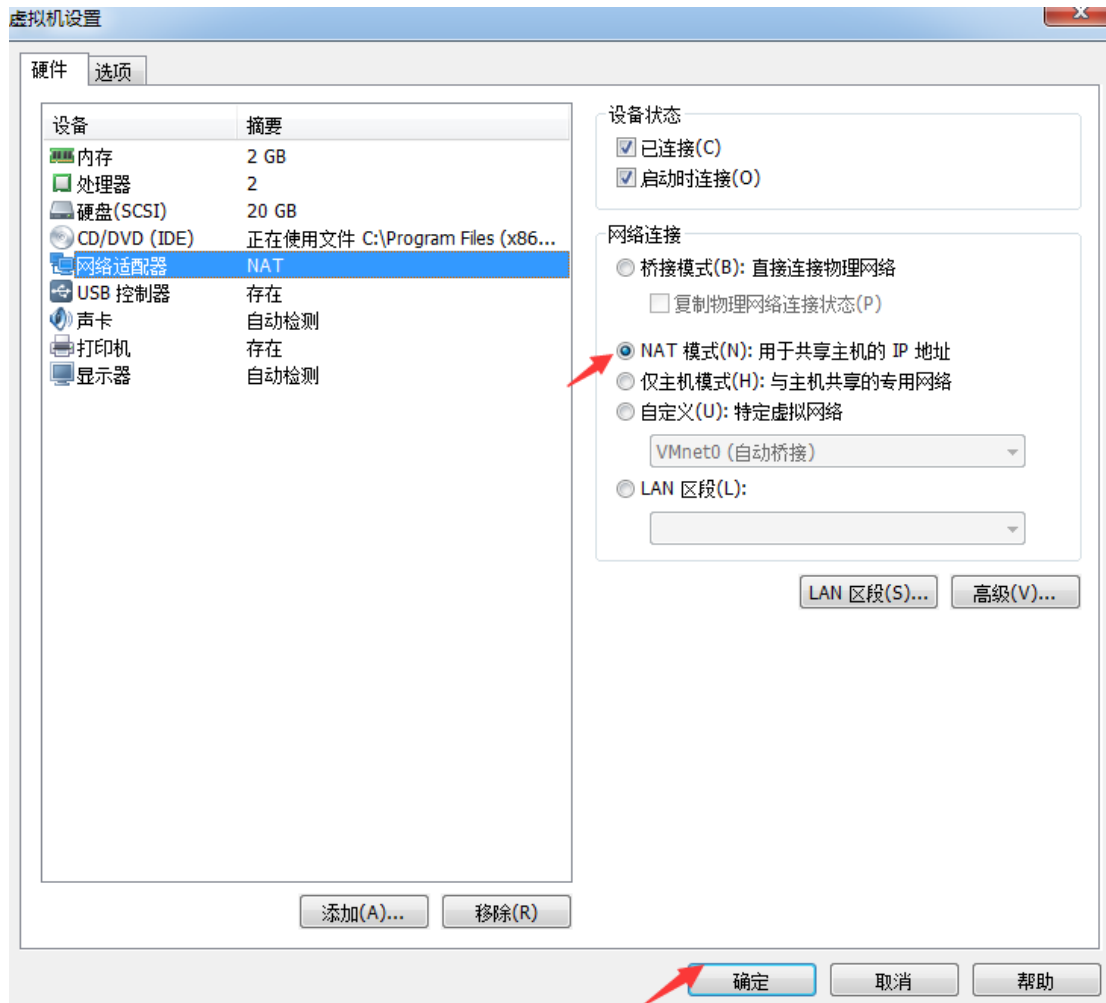 虚拟机设置
硬件 选项
设备 摘要
内存 2 GB
处理器 2
硬盘(SCSI) 20 GB
CD/DVD (IDE) 正在使用文件 C:\Program Files (x86...
网络适配器 NAT
USB 控制器 存在
声卡 自动检测
打印机 存在
显示器 自动检测
添加(A)... 移除(R)
设备状态
已连接(C)
启动时连接(O)
网络连接
桥接模式(B): 直接连接物理网络
复制物理网络连接状态(P)
NAT 模式(N): 用于共享主机的 IP 地址
仅主机模式(H): 与主机共享的专用网络
自定义(U): 特定虚拟网络
VMnet0 (自动桥接)
LAN 区段(L):
LAN 区段(S)... 高级(V)...
确定 取消 帮助